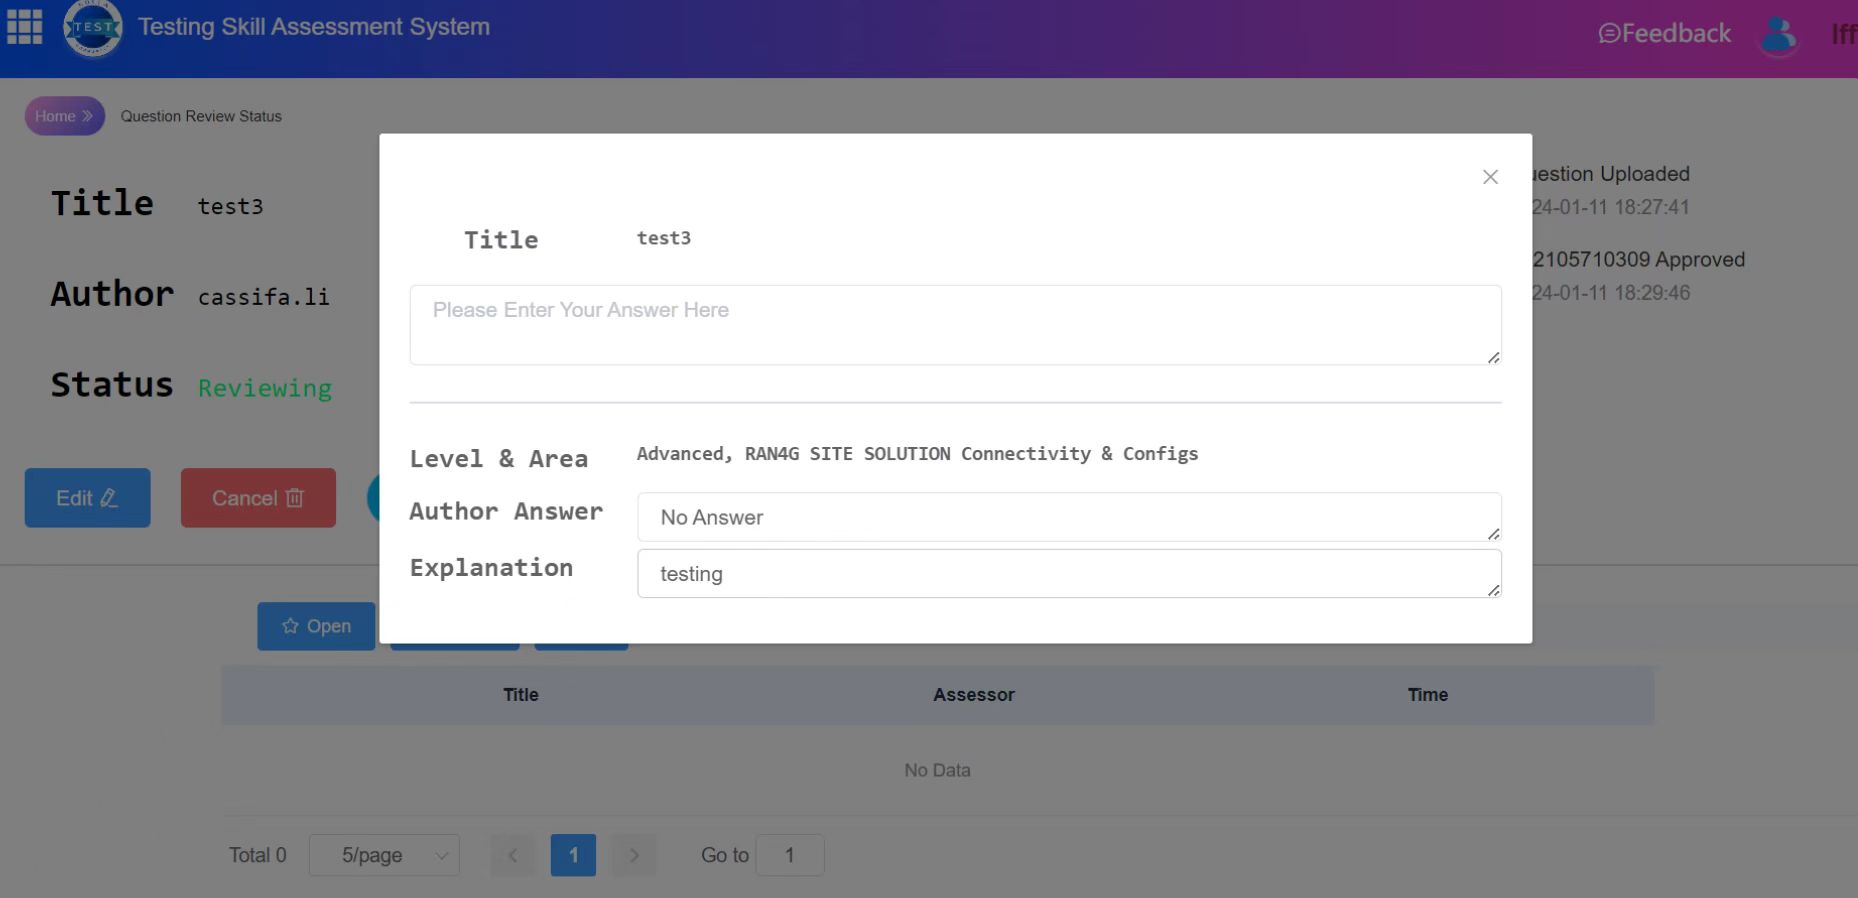 TEST
Testing Skill Assessment System
Feedback
Home
Question Review Status
Title test3
Author cassifa.li
Status Reviewing
Edit
Cancel
Title test3
Please Enter Your Answer Here
Level & Area Advanced, RAN4G SITE SOLUTION Connectivity & Configs
Author Answer No Answer
Explanation testing
uestion Uploaded
24-01-11 18:27:41
2105710309 Approved
24-01-11 18:29:46
Open
Title Assessor Time
No Data
Total 0 5/page 1 Go to 1